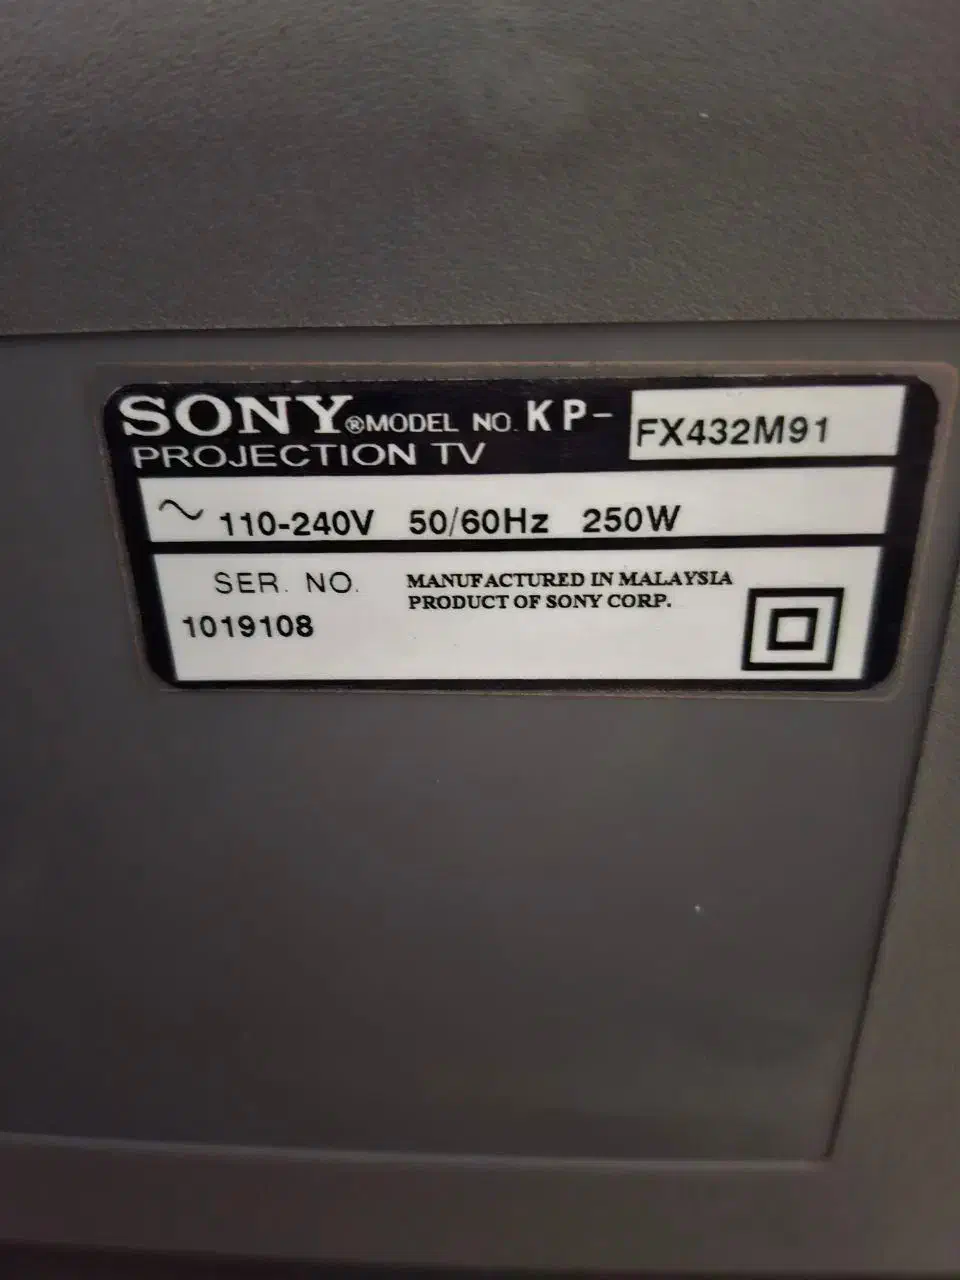 SONY® MODEL NO. KP- FX432M91
PROJECTION TV
~ 110-240V 50/60Hz 250W
SER. NO.
1019108
MANUFACTURED IN MALAYSIA
PRODUCT OF SONY CORP.